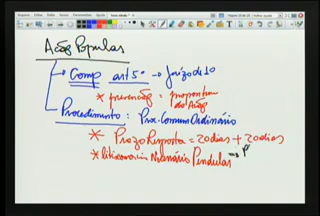 Ação Popular
→ Comp art 5º → Juízo de 1º
* prevenção = propositura
da Ação
Procedimento: Proc. Comum Ordinário
* Prazo Resposta = 20 dias + 20 dias
* Necessário Pendular → P